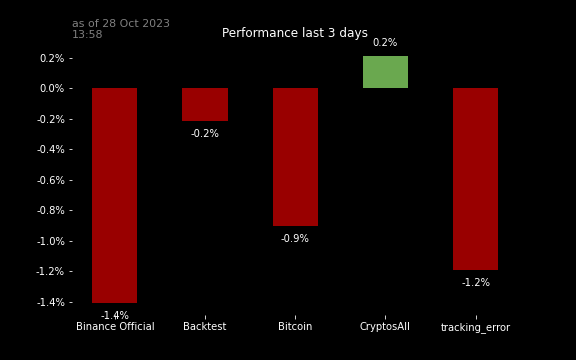 as of 28 Oct 2023
13:58
Performance last 3 days
0.2%
0.2%
0.0%
-0.2%
-0.4%
-0.6%
-0.8%
-1.0%
-1.2%
-1.4%
-0.2%
-0.9%
-1.2%
-1.4%
Binance Official
Backtest
Bitcoin
CryptosAll
tracking_error